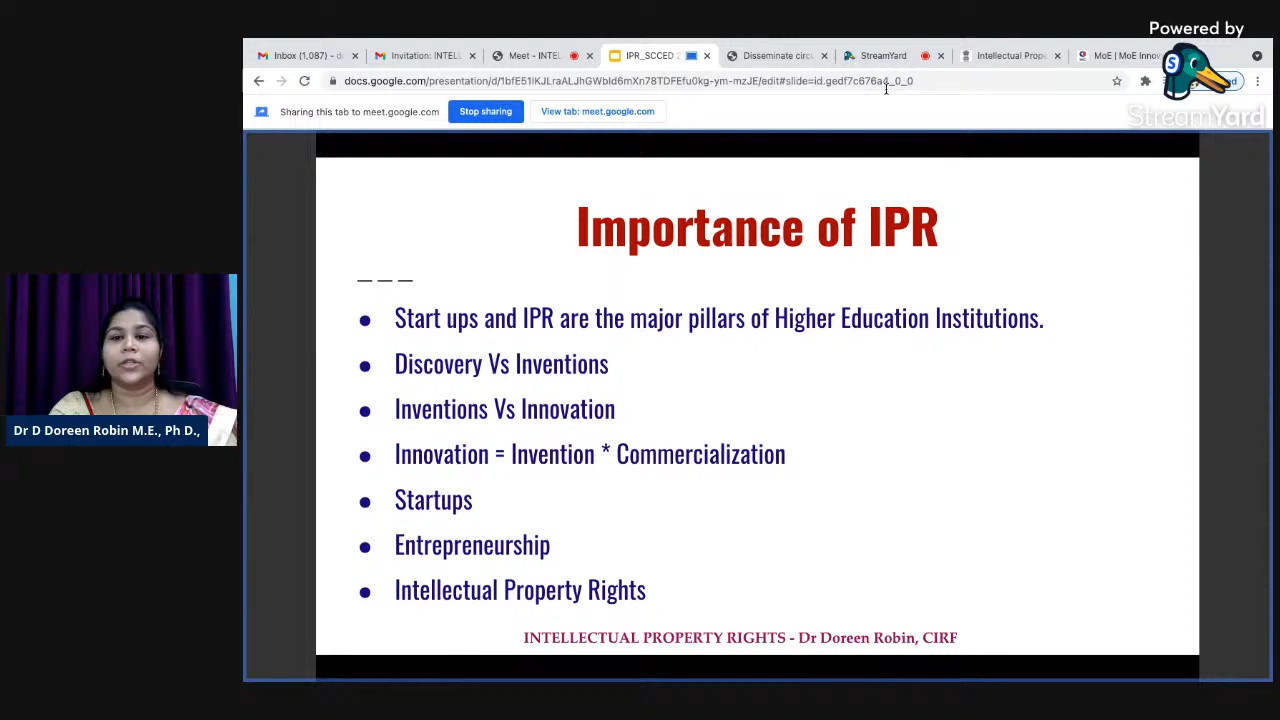 Powered by
StreamYard
Inbox (1,087) - d
Invitation: INTELL
Meet - INTEL
IPR_SCCED 2
Disseminate circu
StreamYard
Intellectual Prope
MoE | MoE Innov
docs.google.com/presentation/d/1bfE51lKJLraALJhGWbId6mXn78TDFEfu0kg-ym-mzJE/edit#slide=id.gedf7c676a4_0_0
Sharing this tab to meet.google.com
Stop sharing
View tab: meet.google.com
Importance of IPR
● Start ups and IPR are the major pillars of Higher Education Institutions.
● Discovery Vs Inventions
● Inventions Vs Innovation
● Innovation = Invention * Commercialization
● Startups
● Entrepreneurship
● Intellectual Property Rights
INTELLECTUAL PROPERTY RIGHTS - Dr Doreen Robin, CIRF
Dr D Doreen Robin M.E., Ph D.,